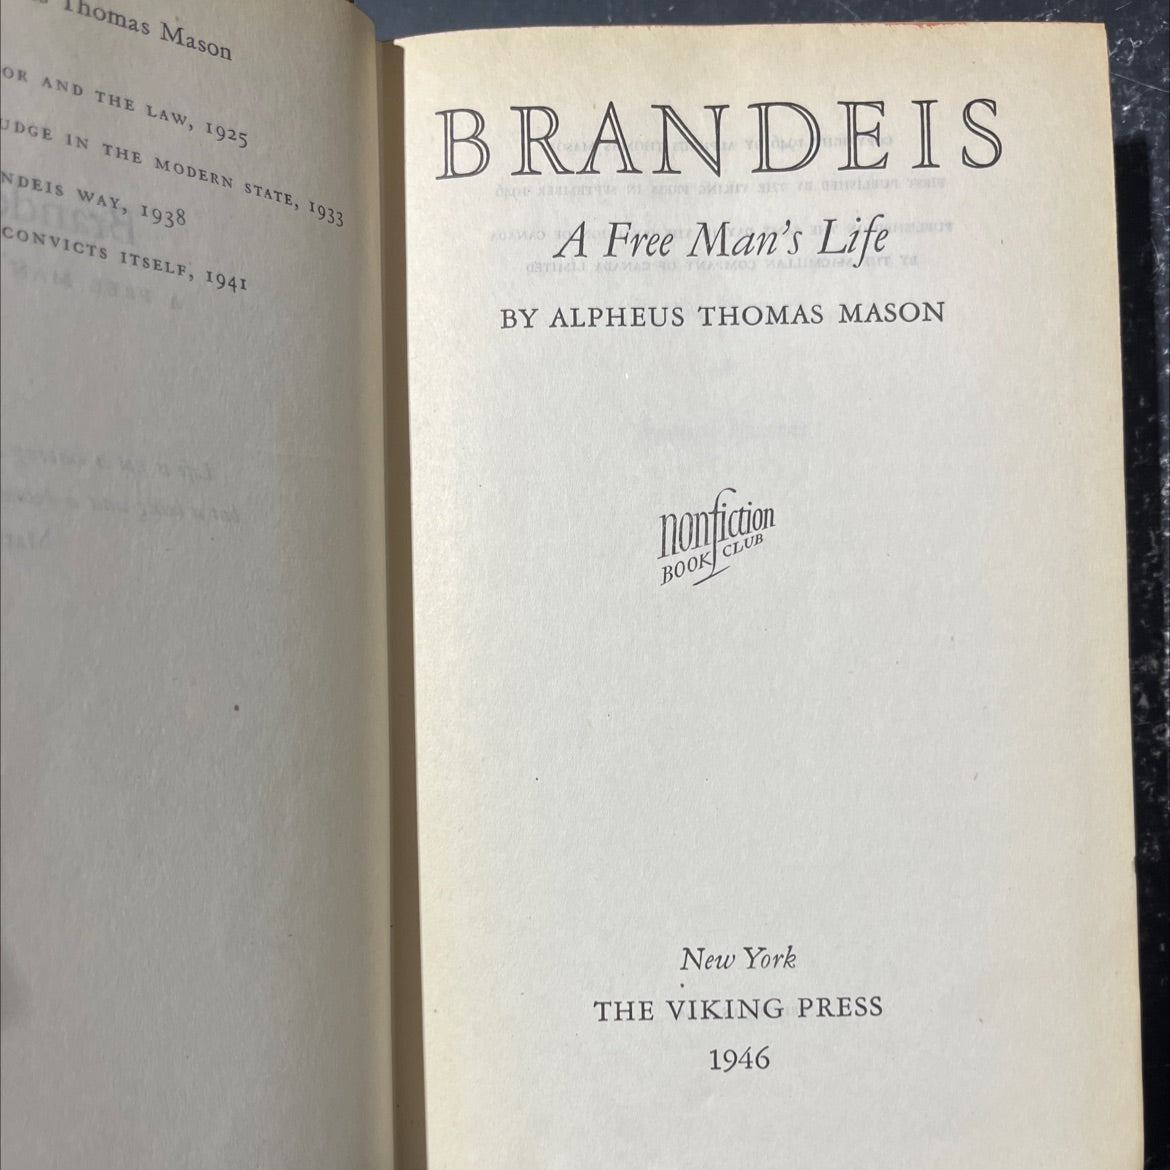 Thomas Mason
OR AND THE LAW, 1925
UDGE IN THE MODERN STATE, 1933
NDEIS WAY, 1938
CONVICTS ITSELF, 1941
BRANDEIS
A Free Man's Life
BY ALPHEUS THOMAS MASON
nonfiction
BOOK CLUB
New York
THE VIKING PRESS
1946